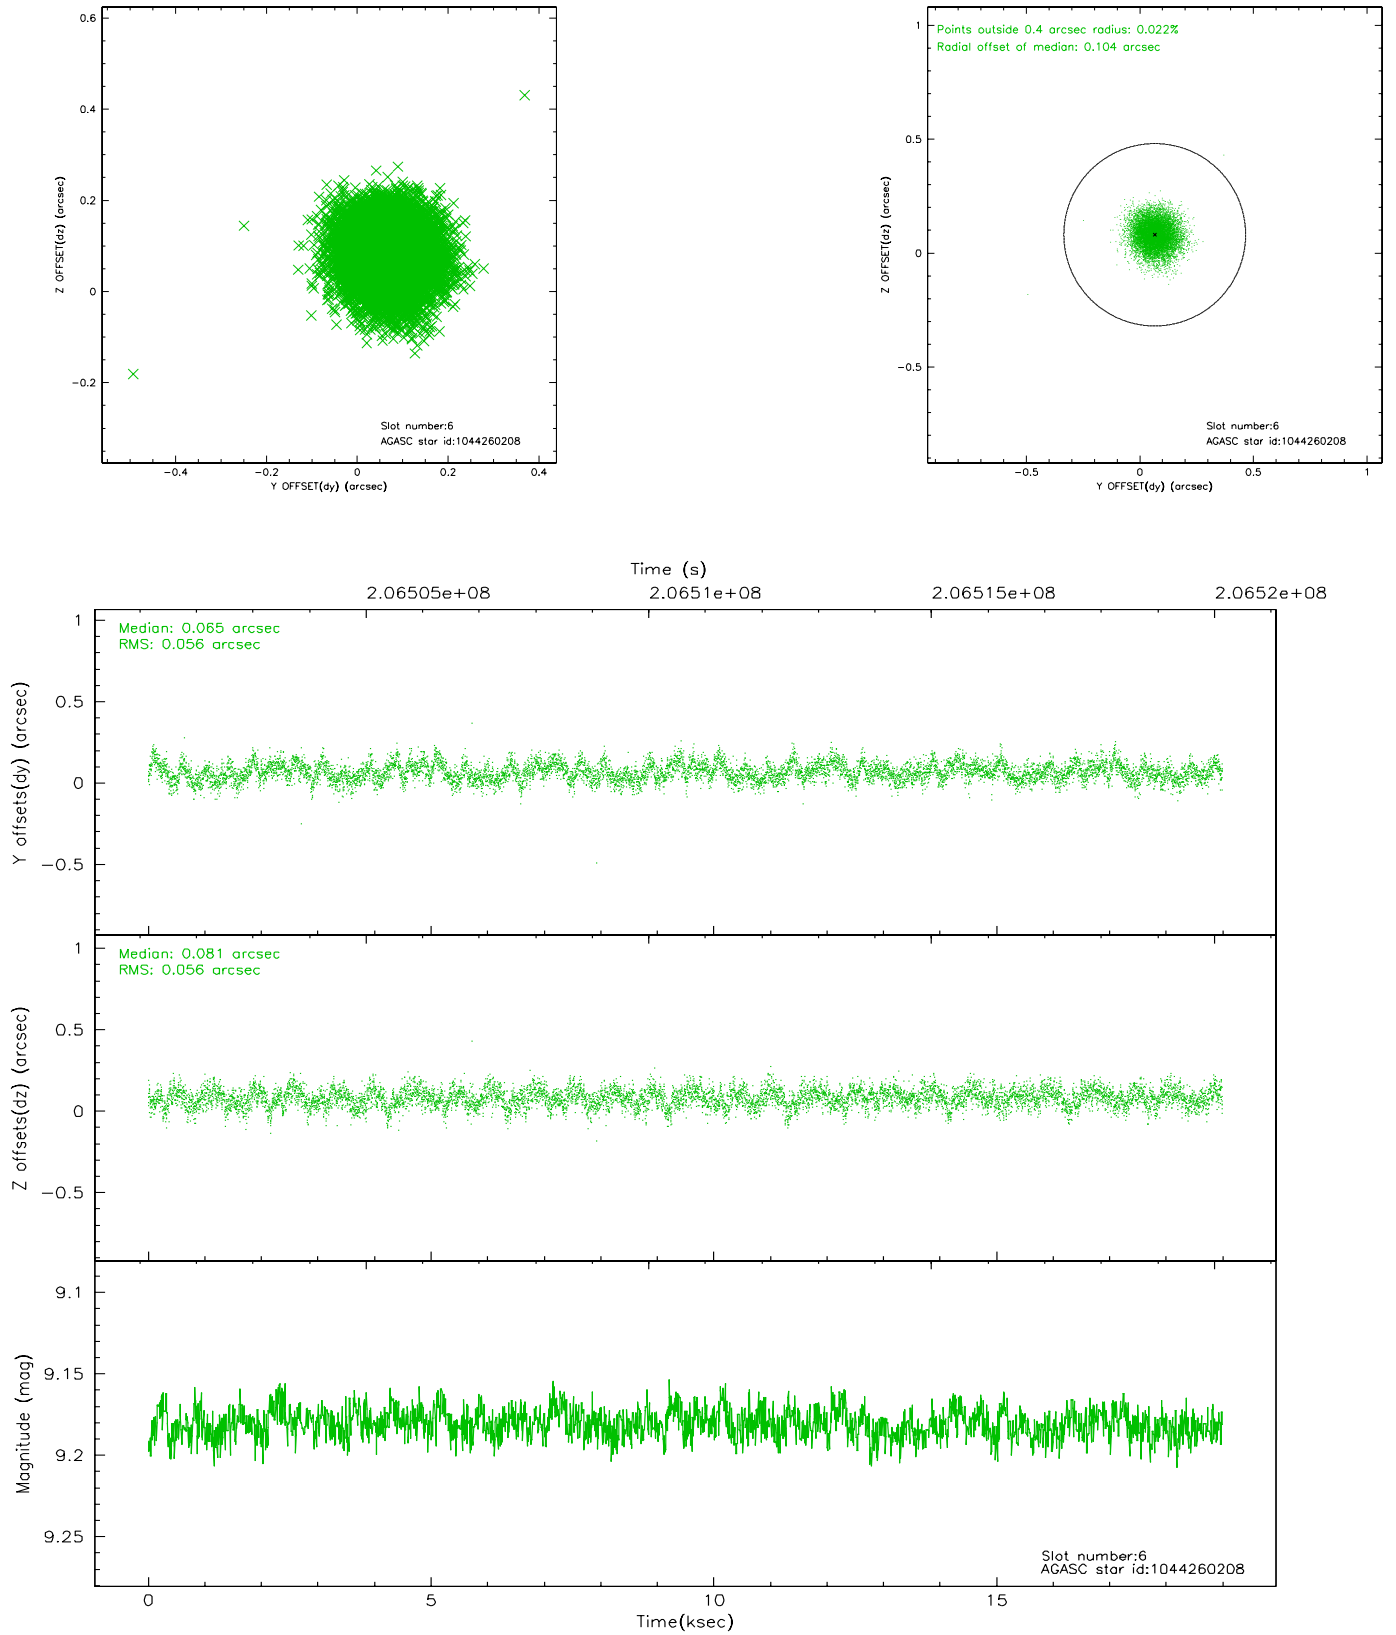 0.6
0.4
0.2
0
−0.2
Z OFFSET(dz) (arcsec)
−0.4
−0.2
0
0.2
0.4
Y OFFSET(dy) (arcsec)
Slot number:6
AGASC star id:1044260208
Points outside 0.4 arcsec radius: 0.022%
Radial offset of median: 0.104 arcsec
1
0.5
0
−0.5
Z OFFSET(dz) (arcsec)
−0.5
0
0.5
1
Y OFFSET(dy) (arcsec)
Slot number:6
AGASC star id:1044260208
Time (s)
2.06505e+08
2.0651e+08
2.06515e+08
2.0652e+08
Median: 0.065 arcsec
RMS: 0.056 arcsec
1
0.5
0
−0.5
Y offsets(dy) (arcsec)
Median: 0.081 arcsec
RMS: 0.056 arcsec
1
0.5
0
−0.5
Z offsets(dz) (arcsec)
9.1
9.15
9.2
9.25
Magnitude (mag)
Slot number:6
AGASC star id:1044260208
0
5
10
15
Time(ksec)